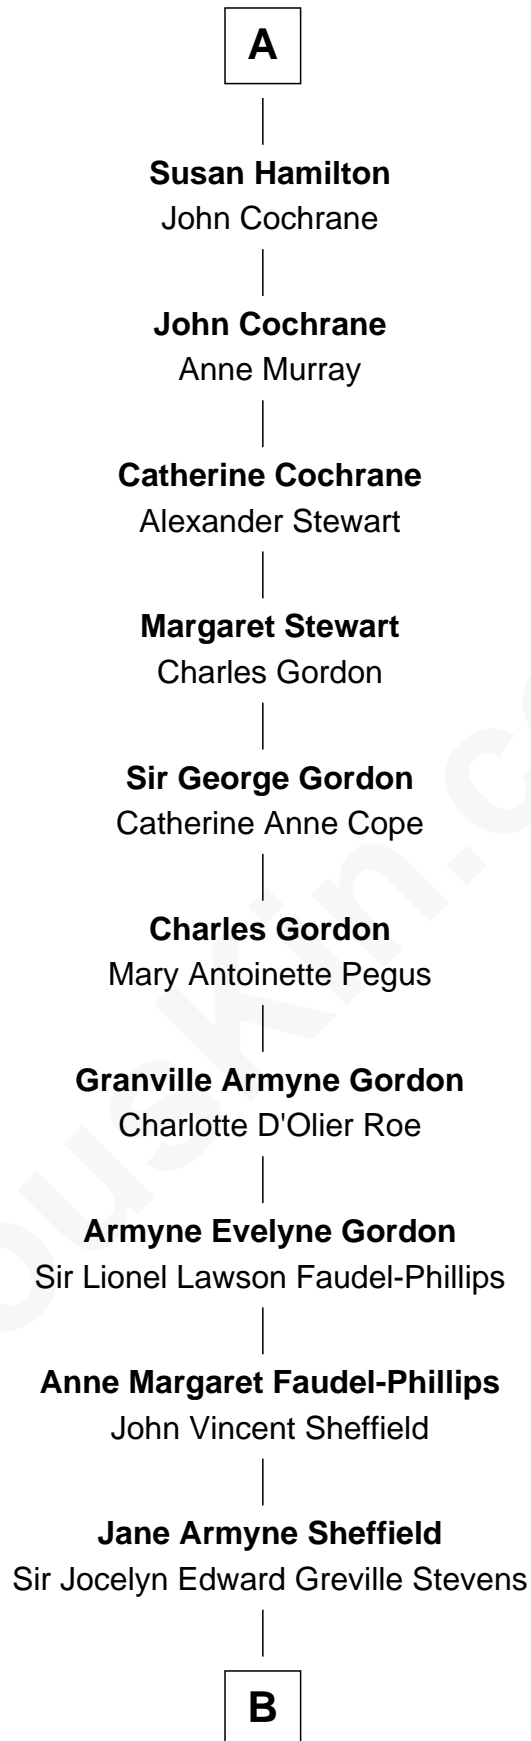 A
Susan Hamilton
John Cochrane
John Cochrane
Anne Murray
Catherine Cochrane
Alexander Stewart
Margaret Stewart
Charles Gordon
Sir George Gordon
Catherine Anne Cope
Charles Gordon
Mary Antoinette Pegus
Granville Armyne Gordon
Charlotte D'Olier Roe
Armyne Evelyne Gordon
Sir Lionel Lawson Faudel-Phillips
Anne Margaret Faudel-Phillips
John Vincent Sheffield
Jane Armyne Sheffield
Sir Jocelyn Edward Greville Stevens
B